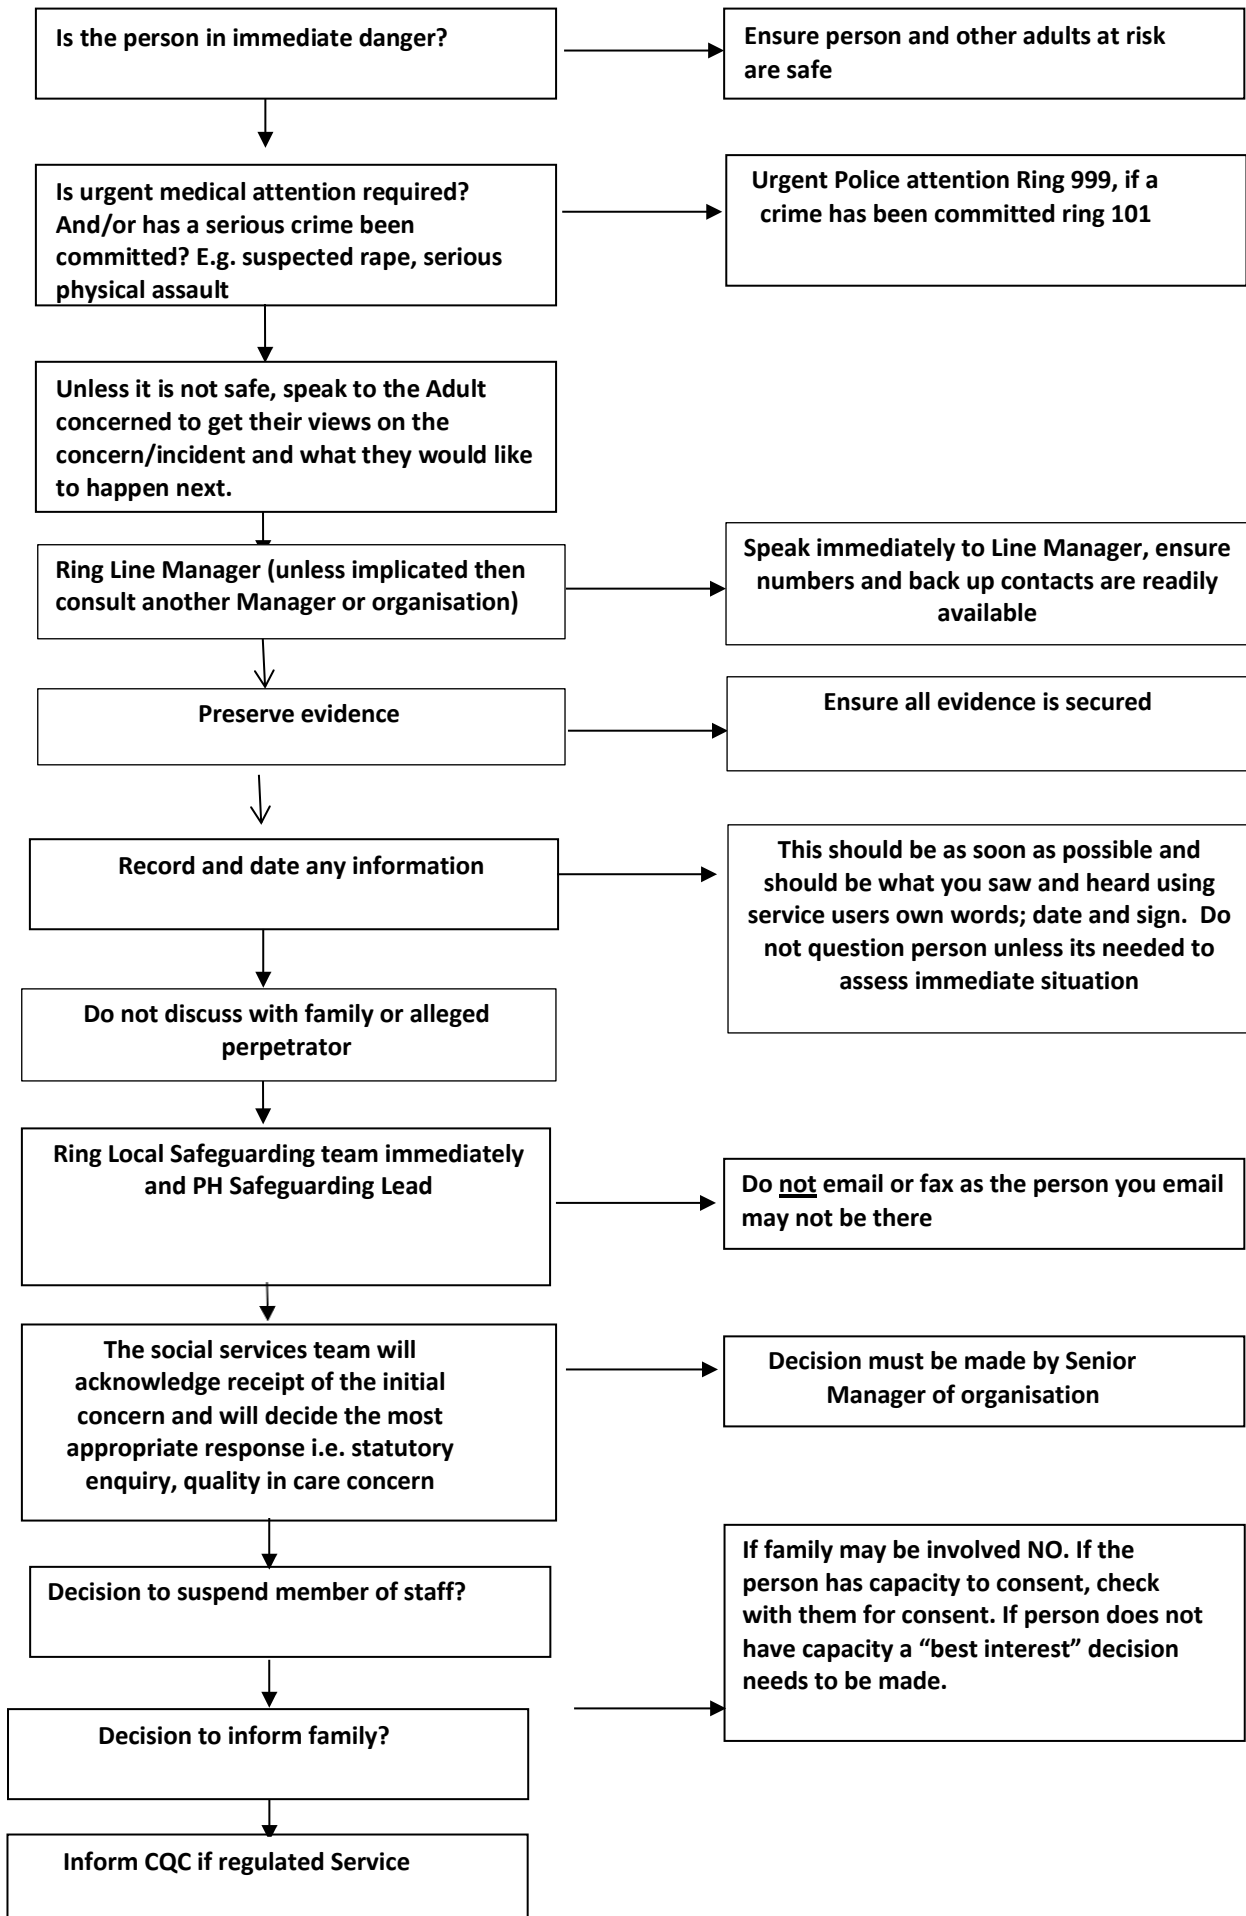 Is the person in immediate danger?
Ensure person and other adults at risk
are safe
Is urgent medical attention required?
And/or has a serious crime been
committed? E.g. suspected rape, serious
physical assault
Urgent Police attention Ring 999, if a
crime has been committed ring 101
Unless it is not safe, speak to the Adult
concerned to get their views on the
concern/incident and what they would like
to happen next.
Ring Line Manager (unless implicated then
consult another Manager or organisation)
Speak immediately to Line Manager, ensure
numbers and back up contacts are readily
available
Preserve evidence
Ensure all evidence is secured
Record and date any information
This should be as soon as possible and
should be what you saw and heard using
service users own words; date and sign.  Do
not question person unless its needed to
assess immediate situation
Do not discuss with family or alleged
perpetrator
Ring Local Safeguarding team immediately
and PH Safeguarding Lead
Do not email or fax as the person you email
may not be there
The social services team will
acknowledge receipt of the initial
concern and will decide the most
appropriate response i.e. statutory
enquiry, quality in care concern
Decision must be made by Senior
Manager of organisation
Decision to suspend member of staff?
If family may be involved NO. If the
person has capacity to consent, check
with them for consent. If person does not
have capacity a “best interest” decision
needs to be made.
Decision to inform family?
Inform CQC if regulated Service